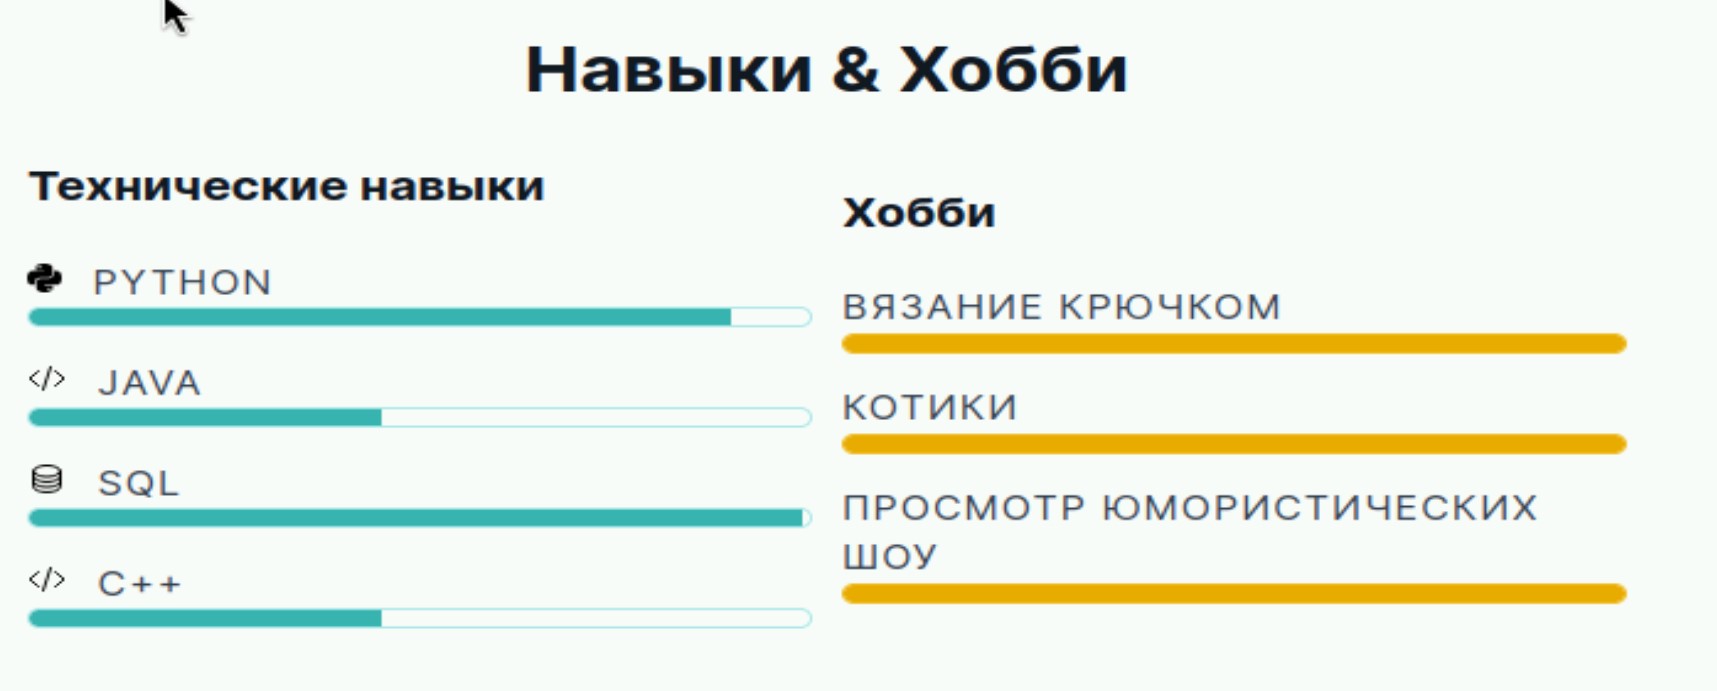 Навыки & Хобби
Технические навыки
PYTHON
</> JAVA
SQL
</> C++
Хобби
ВЯЗАНИЕ КРЮЧКОМ
КОТИКИ
ПРОСМОТР ЮМОРИСТИЧЕСКИХ
ШОУ